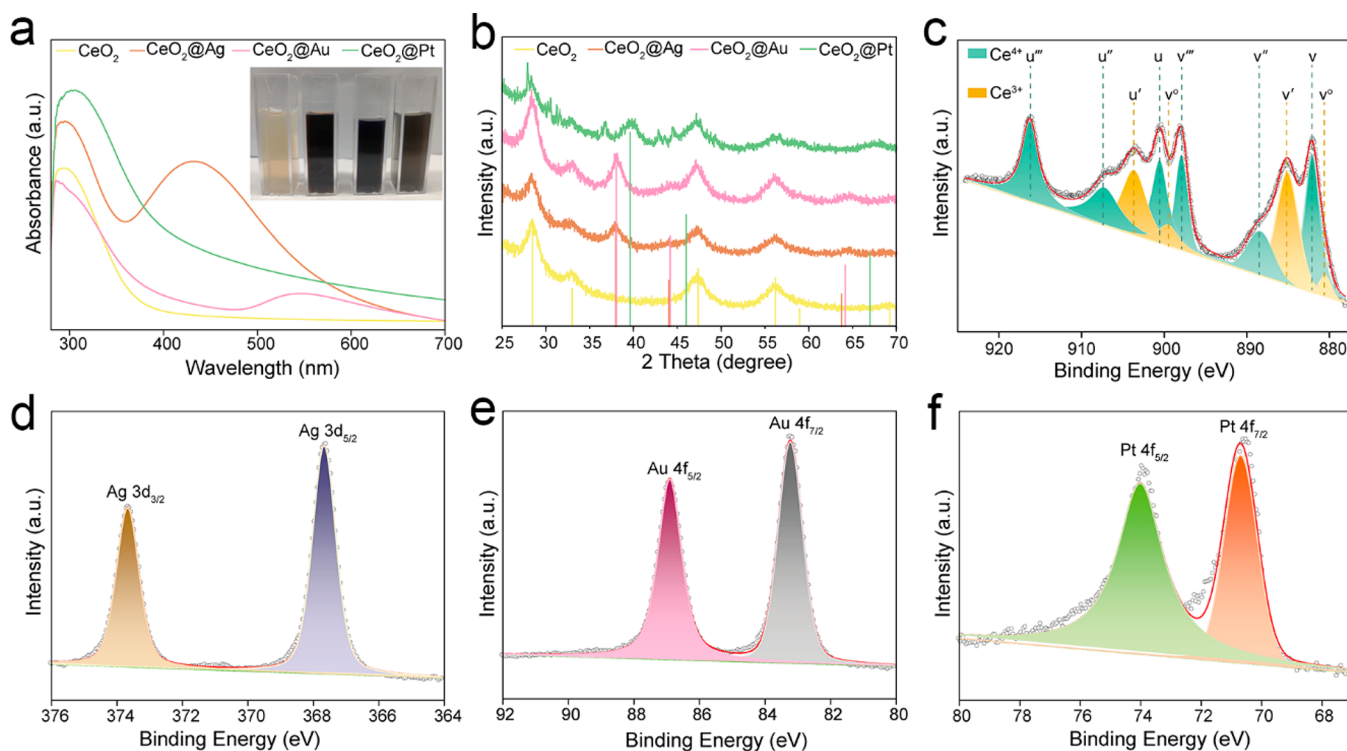 a
CeO₂ CeO₂@Ag CeO₂@Au CeO₂@Pt
Absorbance (a.u.)
300 400 500 600 700
Wavelength (nm)
b
CeO₂ CeO₂@Ag CeO₂@Au CeO₂@Pt
Intensity (a.u.)
25 30 35 40 45 50 55 60 65 70
2 Theta (degree)
c
Ce⁴⁺
Ce³⁺
u‴ u″ u v‴ v″ v
u′ vᵒ v′ vᵒ
Intensity (a.u.)
920 910 900 890 880
Binding Energy (eV)
d
Ag 3d₅/₂
Ag 3d₃/₂
Intensity (a.u.)
376 374 372 370 368 366 364
Binding Energy (eV)
e
Au 4f₇/₂
Au 4f₅/₂
Intensity (a.u.)
92 90 88 86 84 82 80
Binding Energy (eV)
f
Pt 4f₇/₂
Pt 4f₅/₂
Intensity (a.u.)
80 78 76 74 72 70 68
Binding Energy (eV)